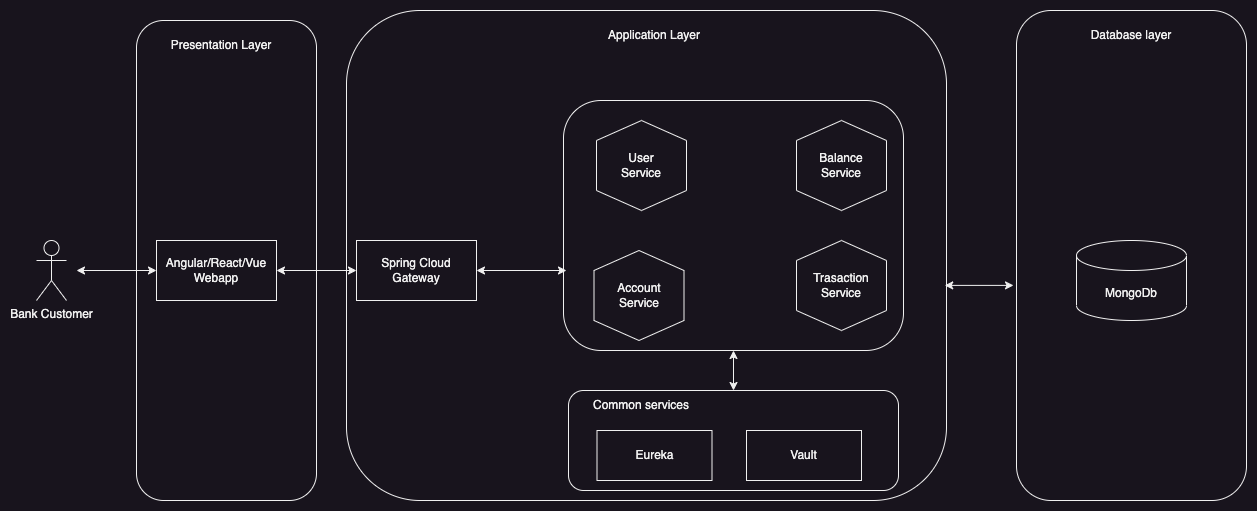 Presentation Layer
Application Layer
Database layer
User
Service
Balance
Service
Angular/React/Vue
Webapp
Spring Cloud
Gateway
Account
Service
Trasaction
Service
MongoDb
Bank Customer
Common services
Eureka
Vault